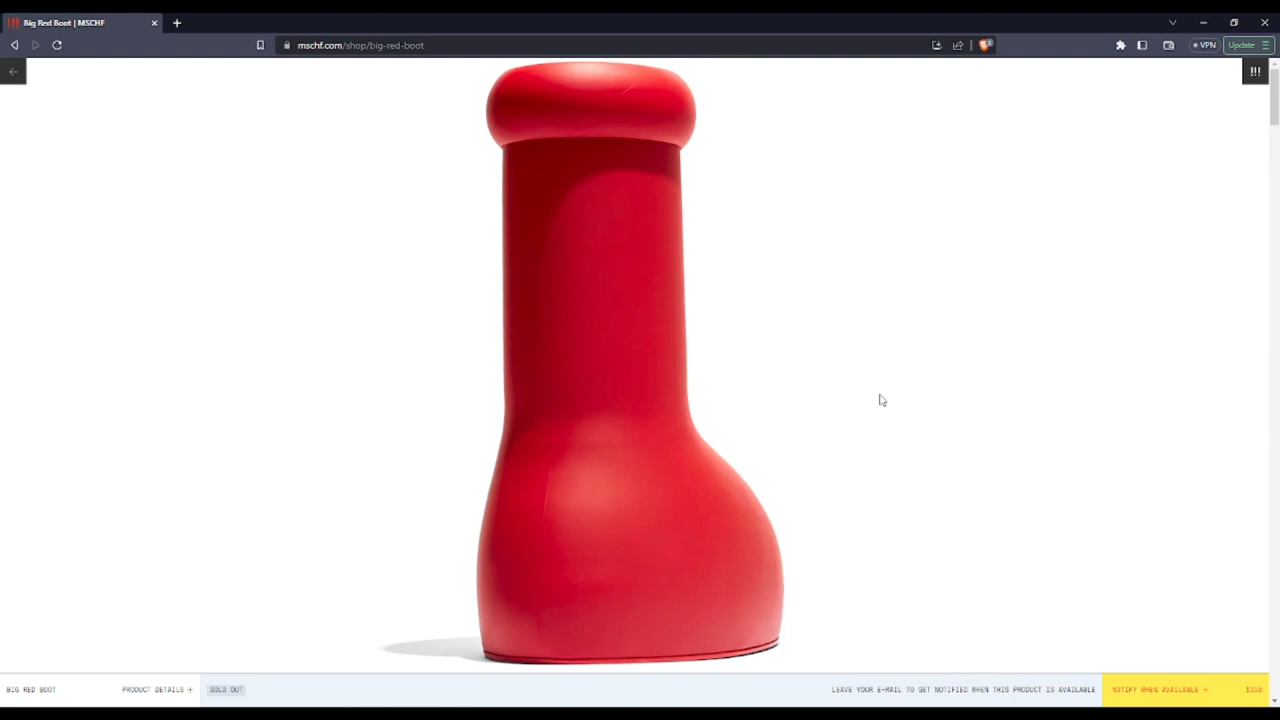 Big Red Boot | MSCHF
mschf.com/shop/big-red-boot
VPN
Update
!!!
BIG RED BOOT
PRODUCT DETAILS +
SOLD OUT
LEAVE YOUR E-MAIL TO GET NOTIFIED WHEN THIS PRODUCT IS AVAILABLE
NOTIFY WHEN AVAILABLE →
$350